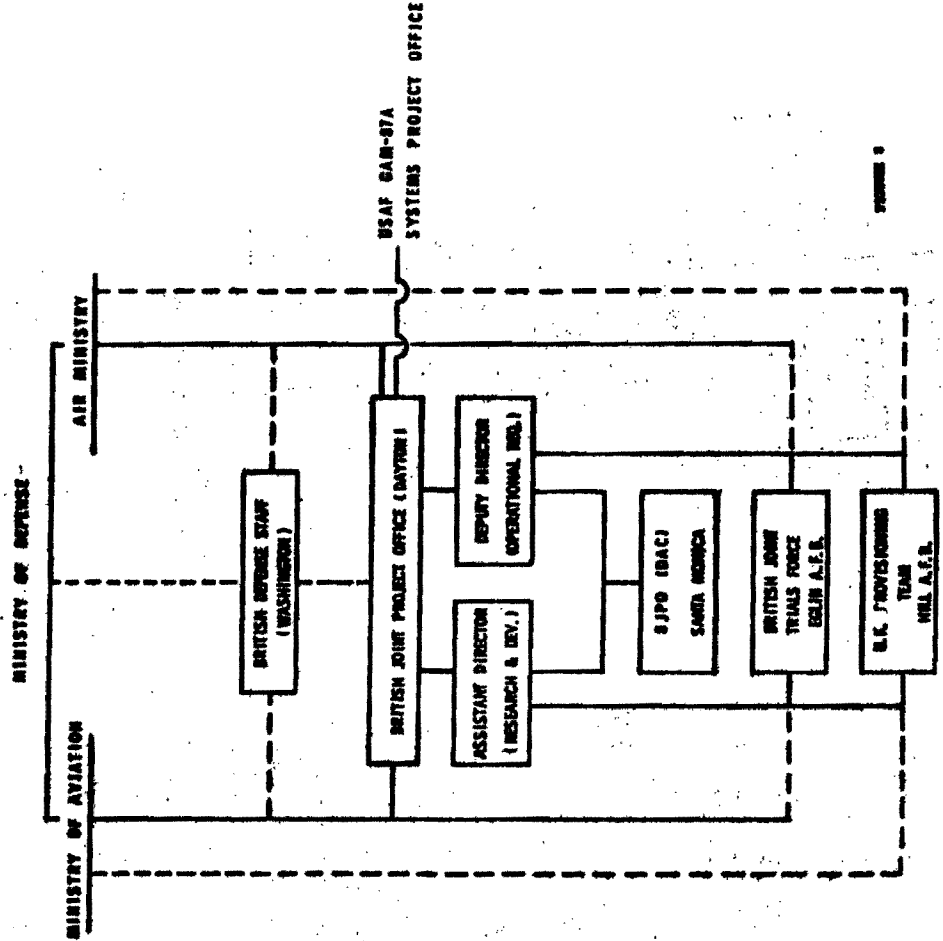 MINISTRY OF DEFENSE
MINISTRY OF AVIATION
AIR MINISTRY
BRITISH DEFENSE STAFF
(WASHINGTON)
BRITISH JOINT PROJECT OFFICE (DAYTON)
USAF GAM-87A
SYSTEMS PROJECT OFFICE
ASSISTANT DIRECTOR
(RESEARCH & DEV.)
DEPUTY DIRECTOR
(OPERATIONAL REQ.)
BJPO (DAC)
SANTA MONICA
BRITISH JOINT
TRIALS FORCE
EGLIN A.F.B.
U.K. PROVISIONING
TEAM
HILL A.F.B.